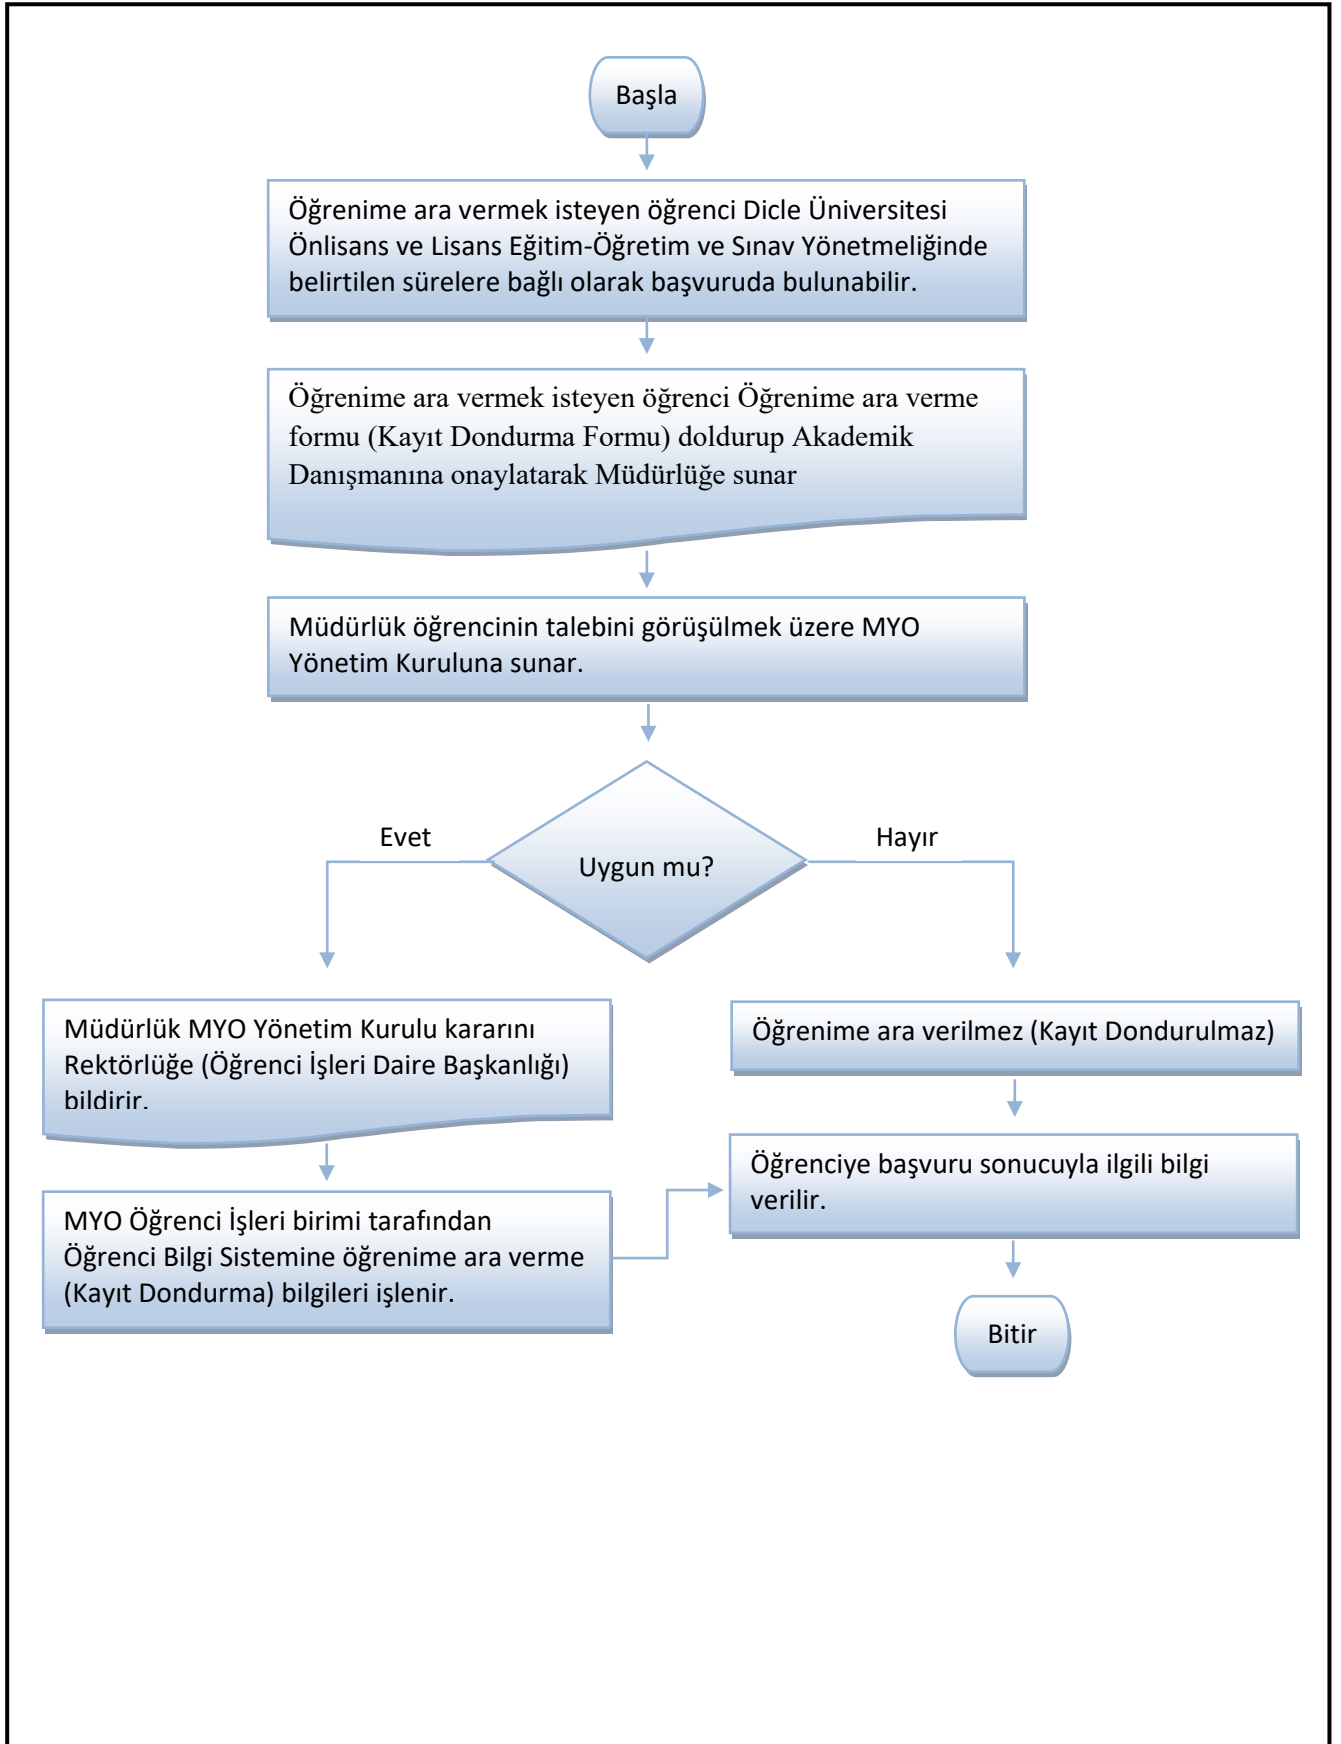 Başla
Öğrenime ara vermek isteyen öğrenci Dicle Üniversitesi
Önlisans ve Lisans Eğitim-Öğretim ve Sınav Yönetmeliğinde
belirtilen sürelere bağlı olarak başvuruda bulunabilir.
Öğrenime ara vermek isteyen öğrenci Öğrenime ara verme
formu (Kayıt Dondurma Formu) doldurup Akademik
Danışmanına onaylatarak Müdürlüğe sunar
Müdürlük öğrencinin talebini görüşülmek üzere MYO
Yönetim Kuruluna sunar.
Evet
Hayır
Uygun mu?
Müdürlük MYO Yönetim Kurulu kararını
Rektörlüğe (Öğrenci İşleri Daire Başkanlığı)
bildirir.
Öğrenime ara verilmez (Kayıt Dondurulmaz)
MYO Öğrenci İşleri birimi tarafından
Öğrenci Bilgi Sistemine öğrenime ara verme
(Kayıt Dondurma) bilgileri işlenir.
Öğrenciye başvuru sonucuyla ilgili bilgi
verilir.
Bitir